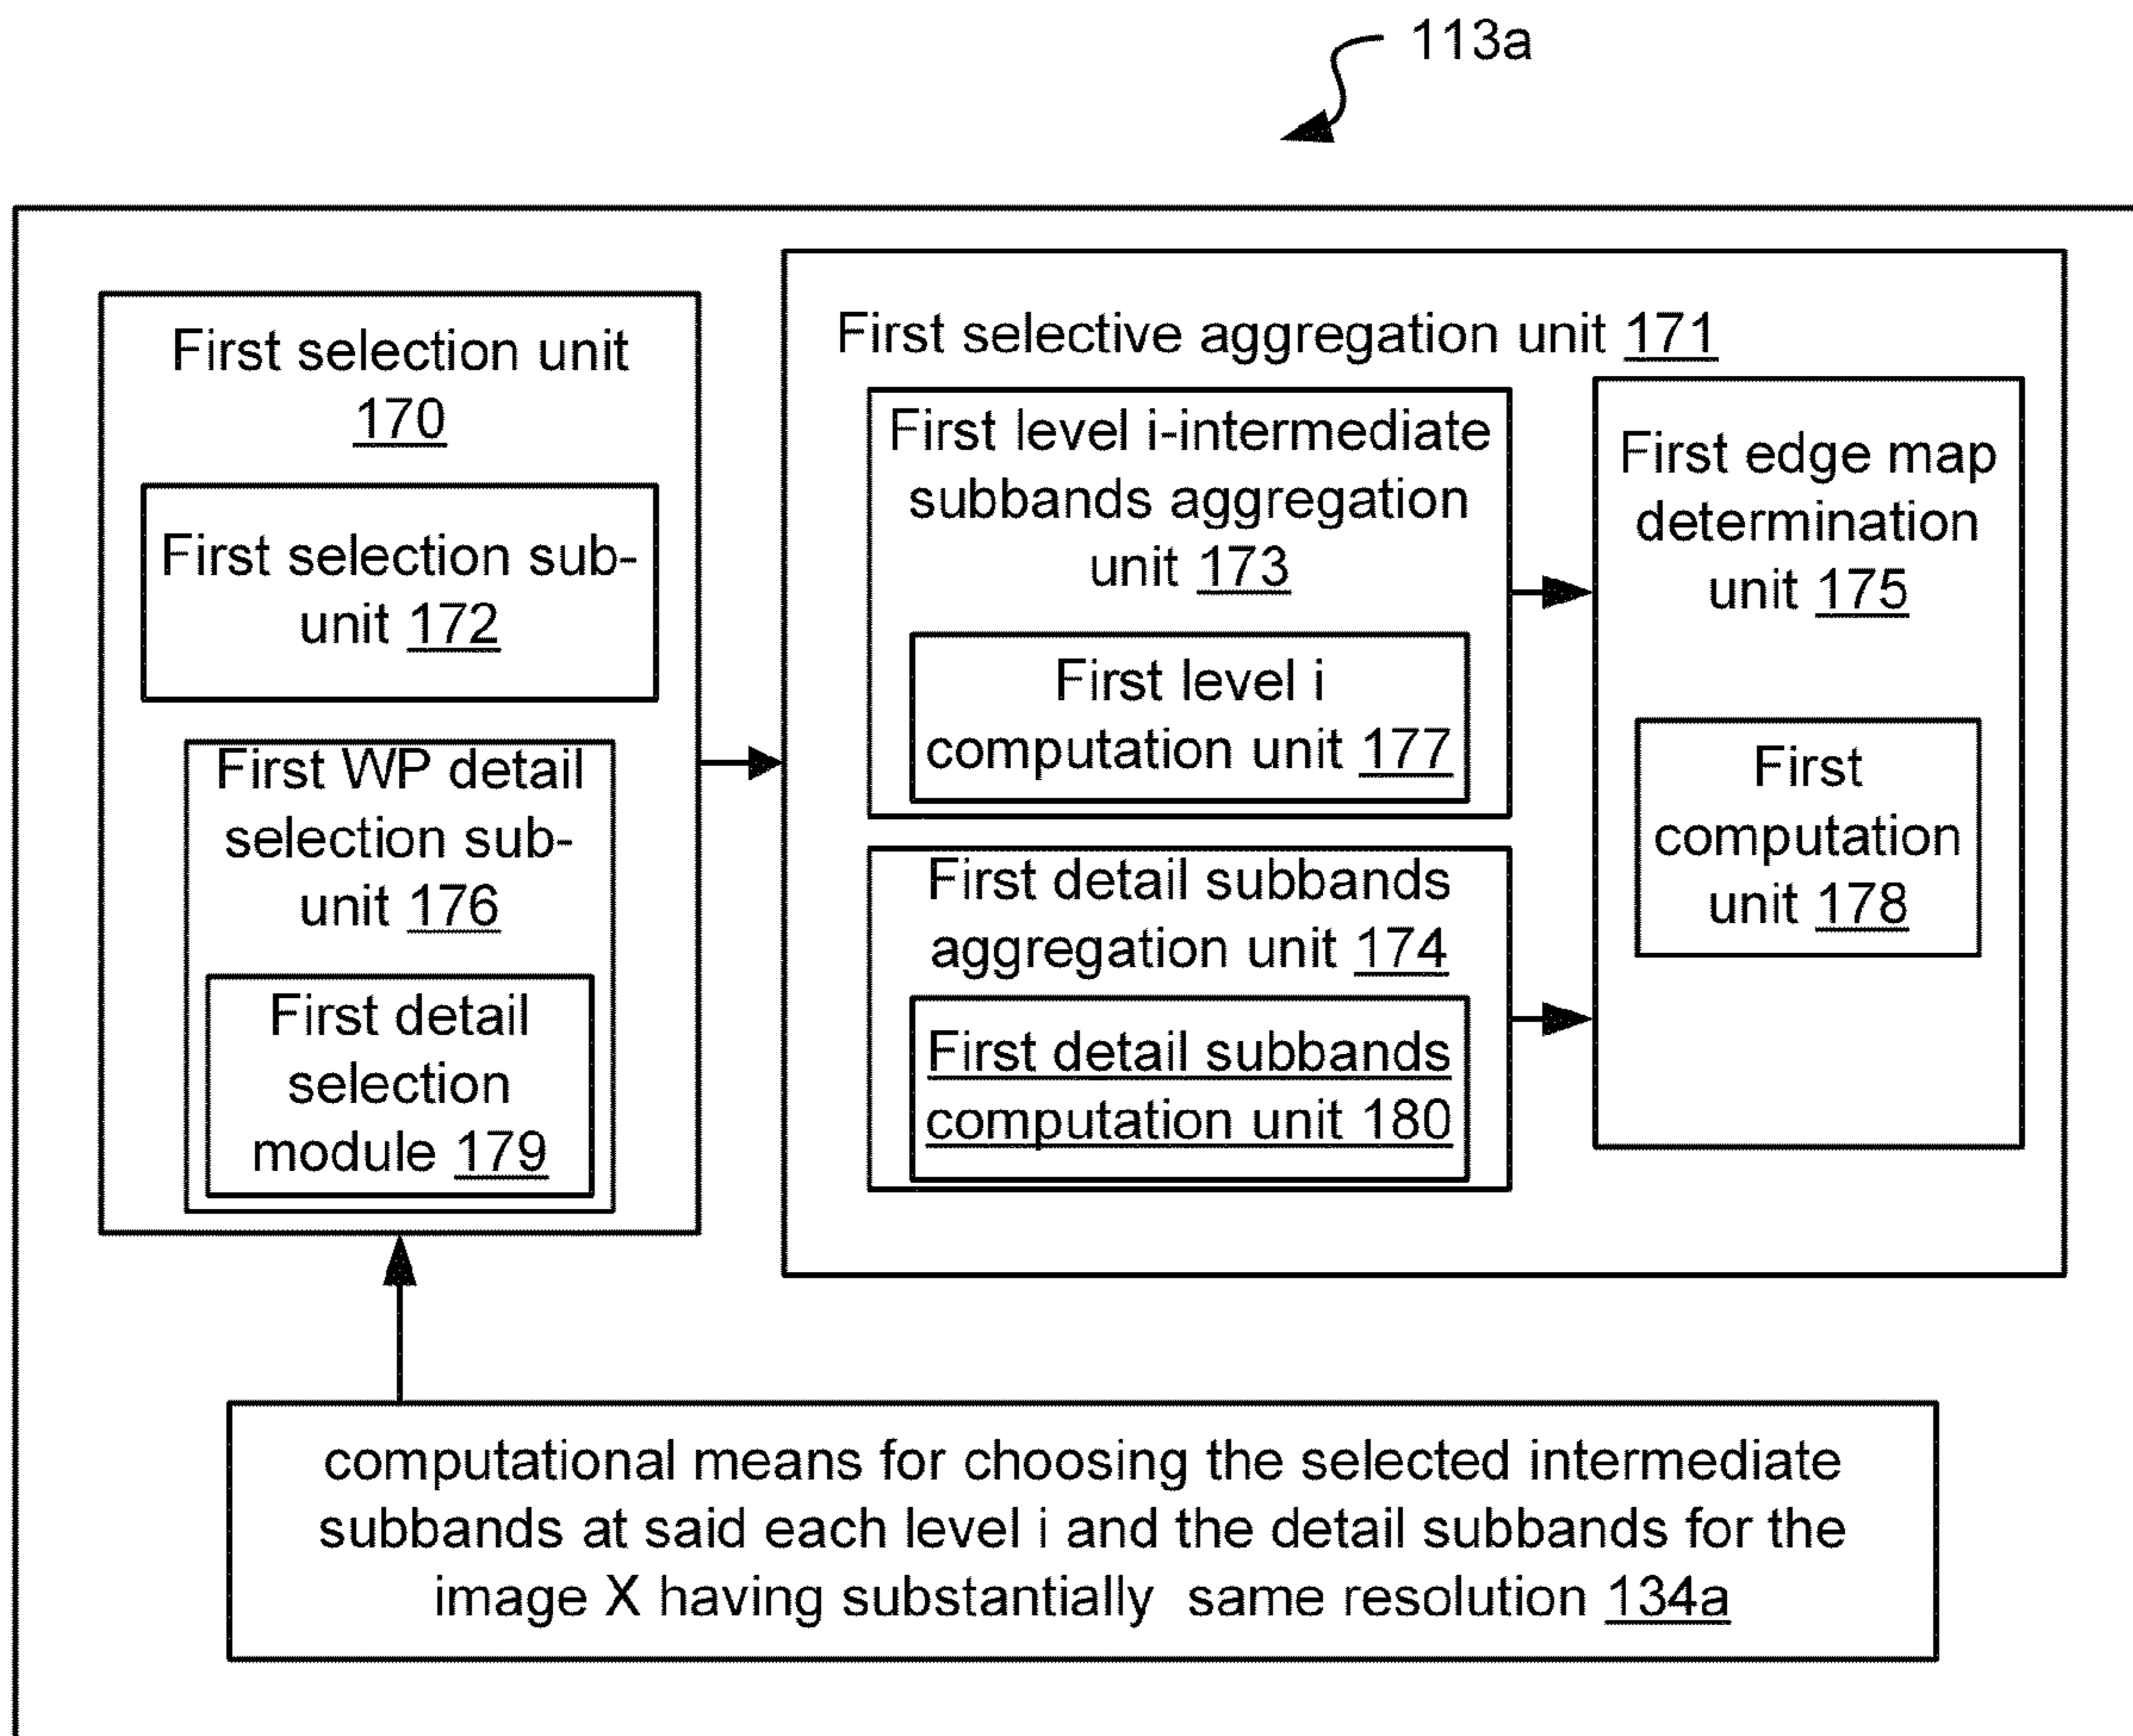 113a
First selection unit
170
First selection sub-
unit 172
First WP detail
selection sub-
unit 176
First detail
selection
module 179
First selective aggregation unit 171
First level i-intermediate
subbands aggregation
unit 173
First level i
computation unit 177
First detail subbands
aggregation unit 174
First detail subbands
computation unit 180
First edge map
determination
unit 175
First
computation
unit 178
computational means for choosing the selected intermediate
subbands at said each level i and the detail subbands for the
image X having substantially same resolution 134a